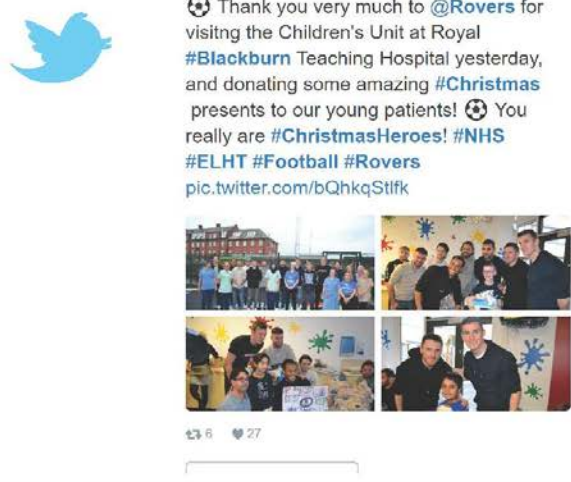 Thank you very much to @Rovers for
visitng the Children's Unit at Royal
#Blackburn Teaching Hospital yesterday,
and donating some amazing #Christmas
presents to our young patients! ⚽ You
really are #ChristmasHeroes! #NHS
#ELHT #Football #Rovers
pic.twitter.com/bQhkqStlfk
6 27